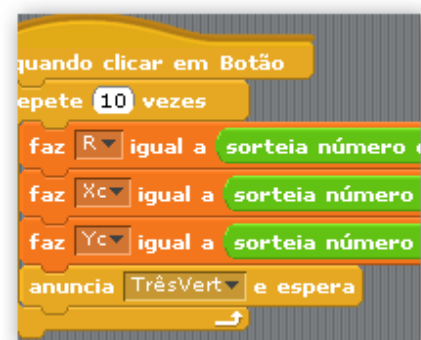 quando clicar em Botão
epete 10 vezes
faz R igual a sorteia número
faz Xc igual a sorteia número
faz Yc igual a sorteia número
anuncia TrêsVert e espera